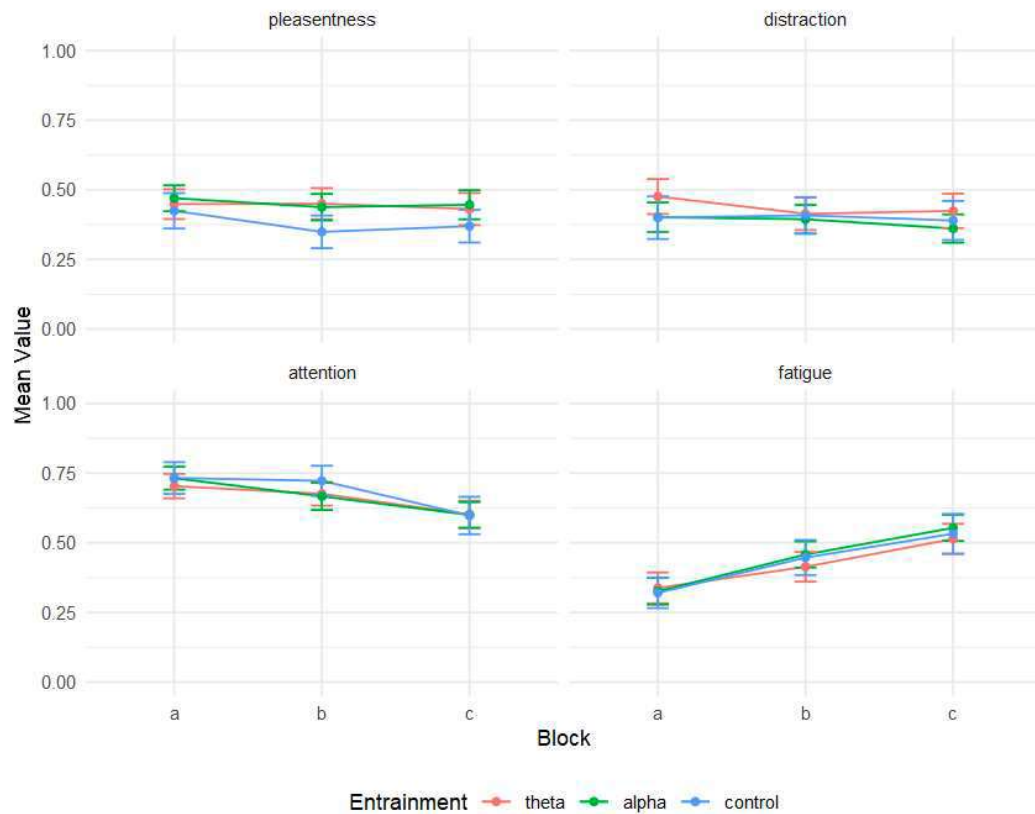 pleasentness distraction
1.00
0.75
0.50
0.25
0.00
attention fatigue
1.00
0.75
0.50
0.25
0.00
Mean Value
a b c a b c
Block
Entrainment theta alpha control